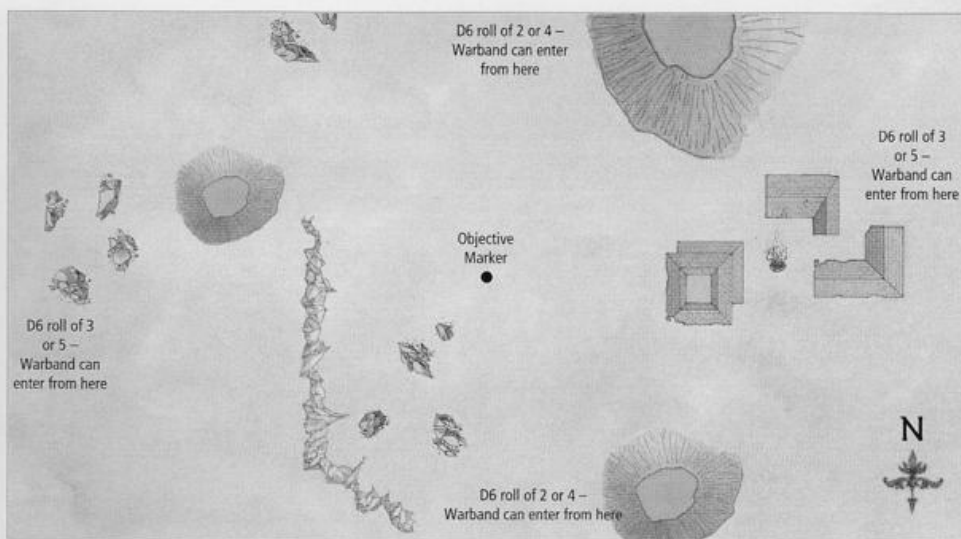 D6 roll of 2 or 4 –
Warband can enter
from here
D6 roll of 3
or 5 –
Warband can
enter from here
Objective
Marker
D6 roll of 3
or 5 –
Warband can
enter from here
N
D6 roll of 2 or 4 –
Warband can enter from here